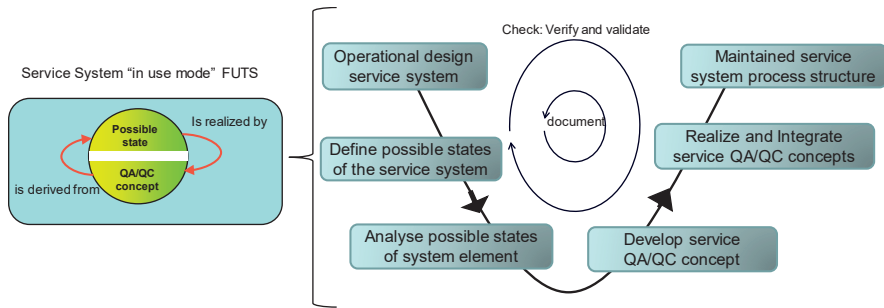 Service System “in use mode” FUTS
Possible
state
Is realized by
QA/QC
concept
is derived from
Operational design
service system
Check: Verify and validate
document
Maintained service
system process structure
Define possible states
of the service system
Realize and Integrate
service QA/QC concepts
Analyse possible states
of system element
Develop service
QA/QC concept